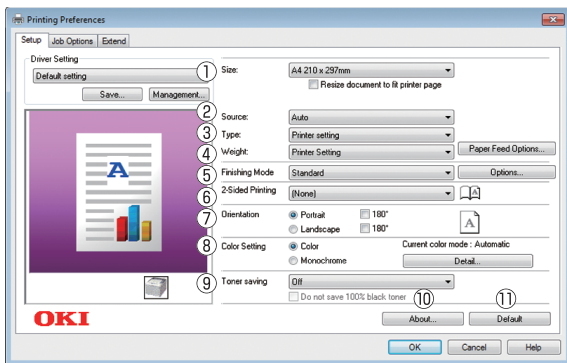 Printing Preferences
Setup Job Options Extend
Driver Setting
Default setting
Save... Management...
① Size: A4 210 x 297mm
Resize document to fit printer page
② Source: Auto
③ Type: Printer setting
④ Weight: Printer Setting Paper Feed Options...
⑤ Finishing Mode Standard Options...
⑥ 2-Sided Printing (None)
⑦ Orientation Portrait 180°
Landscape 180°
⑧ Color Setting Color Current color mode : Automatic
Monochrome Detail...
⑨ Toner saving Off
Do not save 100% black toner ⑩ ⑪
About... Default
A
A
A
OKI
OK Cancel Help